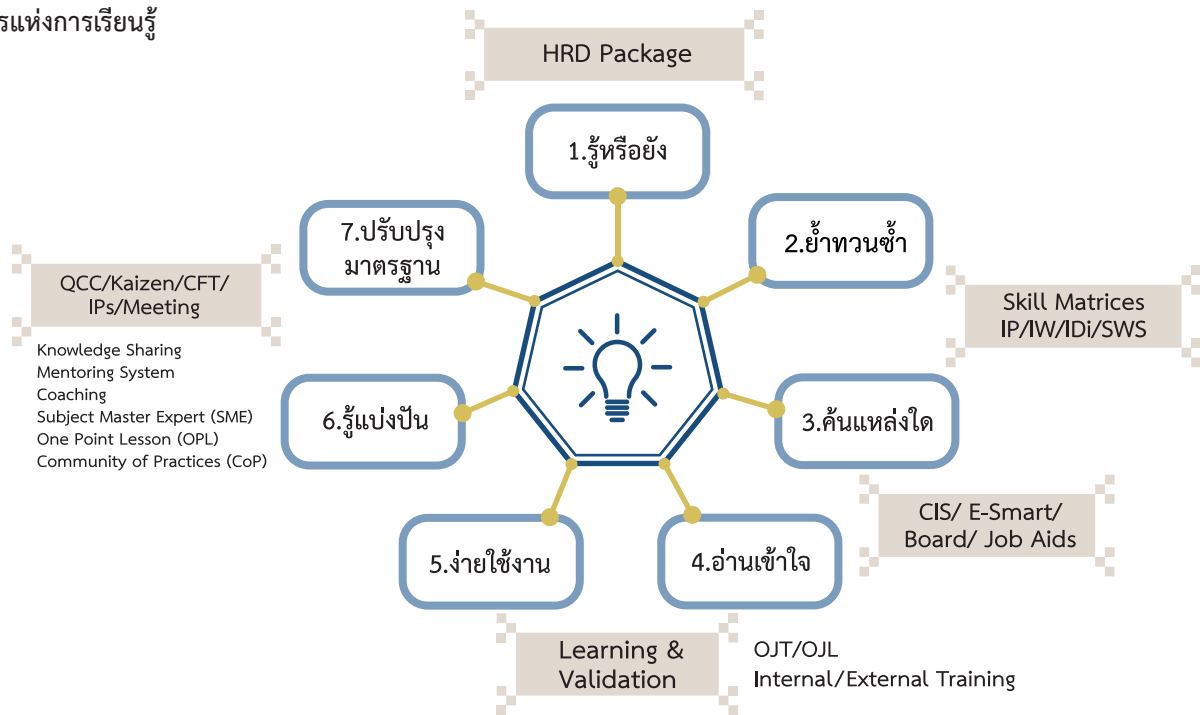 รแห่งการเรียนรู้
HRD Package
1.รู้หรือยัง
2.ย้ำทวนซ้ำ
Skill Matrices
IP/IW/IDi/SWS
3.ค้นแหล่งใด
CIS/ E-Smart/
Board/ Job Aids
4.อ่านเข้าใจ
OJT/OJL
Internal/External Training
Learning &
Validation
5.ง่ายใช้งาน
6.รู้แบ่งปัน
7.ปรับปรุง
มาตรฐาน
QCC/Kaizen/CFT/
IPs/Meeting
Knowledge Sharing
Mentoring System
Coaching
Subject Master Expert (SME)
One Point Lesson (OPL)
Community of Practices (CoP)